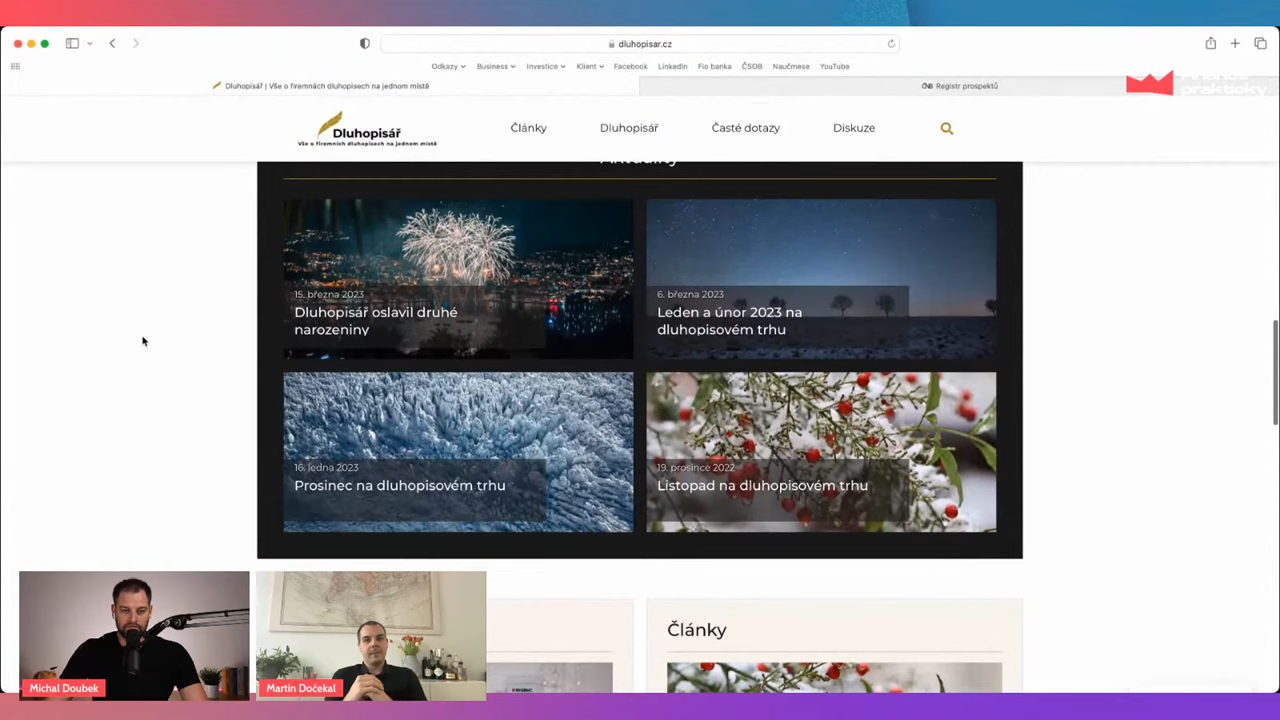 dluhopisar.cz
Odkazy
Business
Investice
Klient
Facebook
LinkedIn
Fio banka
ČSOB
Naučmese
YouTube
Dluhopisář | Vše o firemních dluhopisech na jednom místě
Registr prospektů
prakticky
Dluhopisář
Vše o firemních dluhopisech na jednom místě
Články
Dluhopisář
Časté dotazy
Diskuze
Aktuality
15. března 2023
Dluhopisář oslavil druhé
narozeniny
6. března 2023
Leden a únor 2023 na
dluhopisovém trhu
16. ledna 2023
Prosinec na dluhopisovém trhu
19. prosince 2022
Listopad na dluhopisovém trhu
Články
Michal Doubek
Martin Dočekal